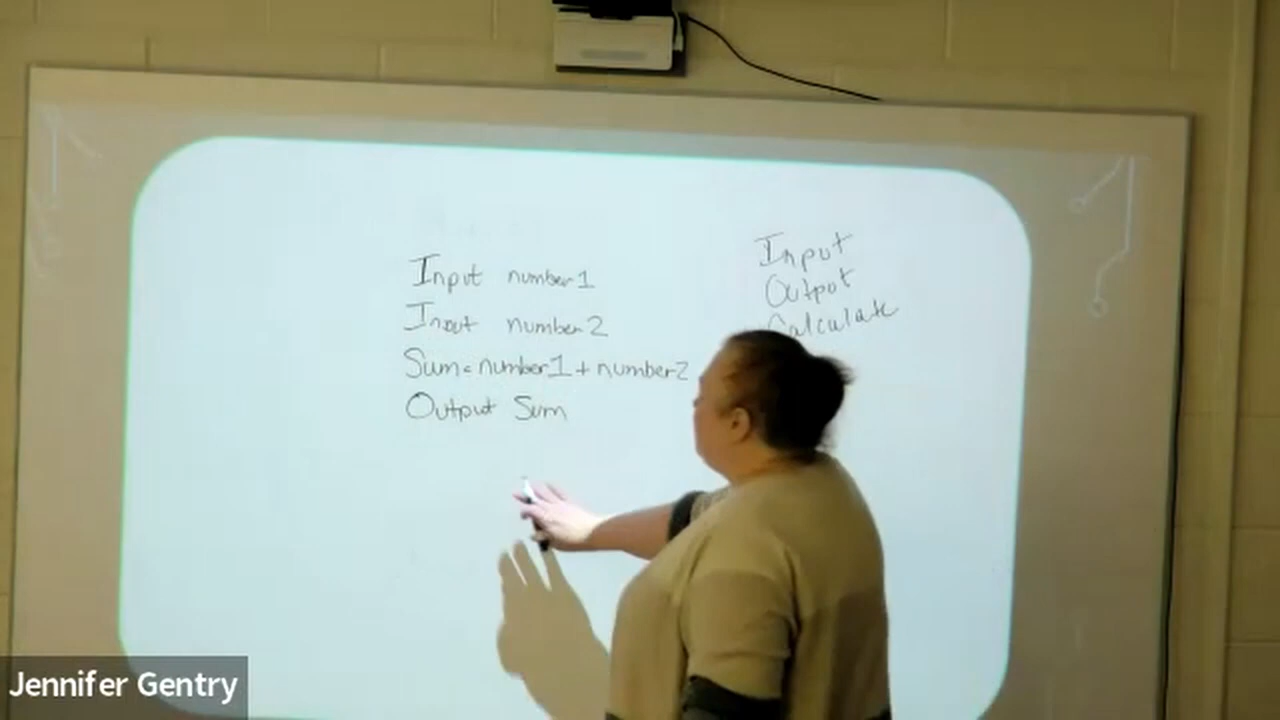 Input number1
Input number2
Sum=number1+number2
Output Sum
Input
Output
Calculate
Jennifer Gentry